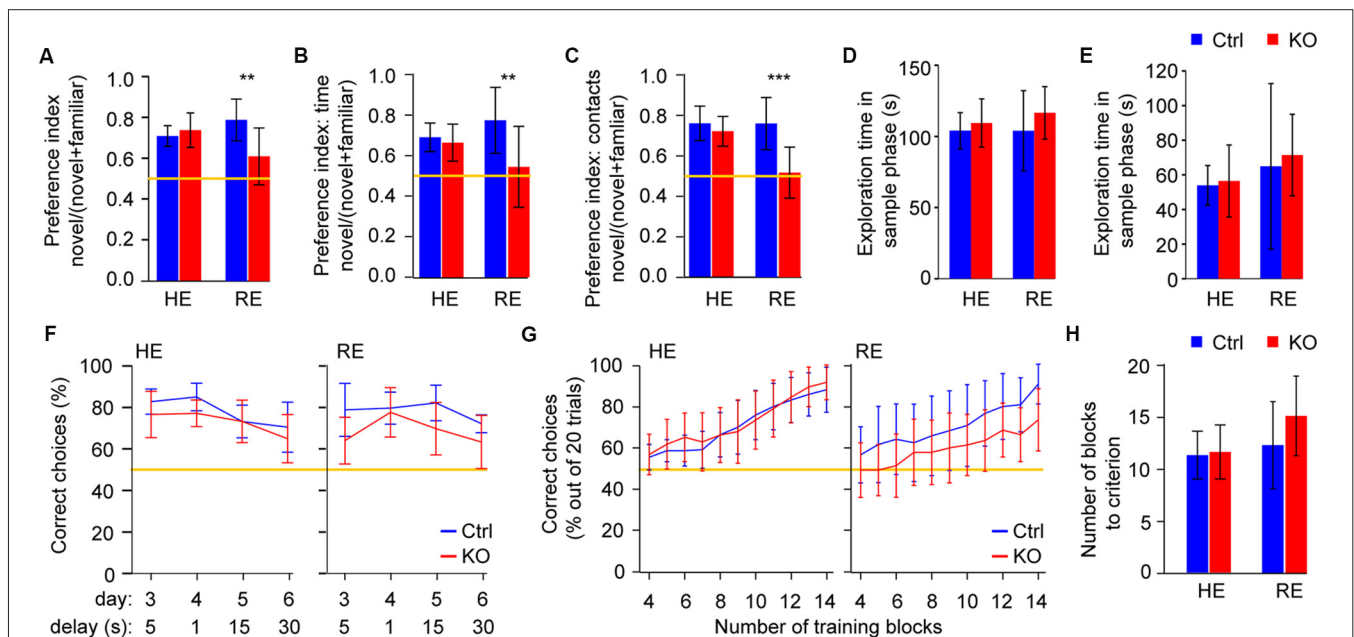 Ctrl KO
A
Preference index
novel/(novel+familiar)
1.0
0.8
0.6
0.4
0.2
0.0
**
HE RE
B
Preference index: time
novel/(novel+familiar)
1.0
0.8
0.6
0.4
0.2
0.0
**
HE RE
C
Preference index: contacts
novel/(novel+famliar)
1.0
0.8
0.6
0.4
0.2
0.0
***
HE RE
D
Exploration time in
sample phase (s)
150
100
50
0
HE RE
E
Exploration time in
sample phase (s)
120
100
80
60
40
20
0
HE RE
F
HE RE
Correct choices (%)
100
80
60
40
20
0
Ctrl
KO
day: 3 4 5 6 3 4 5 6
delay (s) 5 1 15 30 5 1 15 30
G
HE RE
Correct choices
(% out of 20 trials)
100
80
60
40
20
0
Ctrl
KO
4 6 8 10 12 14 4 6 8 10 12 14
Number of training blocks
H
Ctrl KO
Number of blocks
to criterion
20
15
10
5
0
HE RE